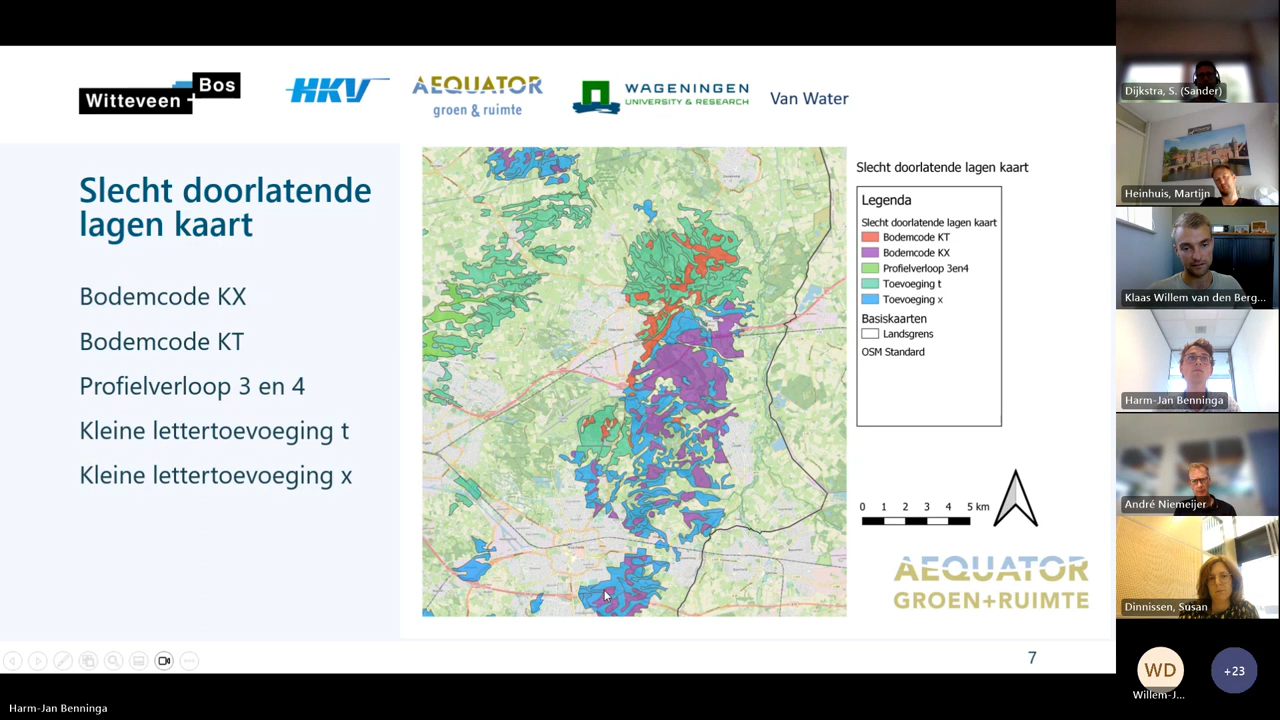 Witteveen + Bos
HKV
AEQUATOR
groen & ruimte
WAGENINGEN
UNIVERSITY & RESEARCH
Van Water
Slecht doorlatende
lagen kaart
Bodemcode KX
Bodemcode KT
Profielverloop 3 en 4
Kleine lettertoevoeging t
Kleine lettertoevoeging x
Slecht doorlatende lagen kaart
Legenda
Slecht doorlatende lagen kaart
Bodemcode KT
Bodemcode KX
Profielverloop 3en4
Toevoeging t
Toevoeging x
Basiskaarten
Landsgrens
OSM Standard
0 1 2 3 4 5 km
AEQUATOR
GROEN+RUIMTE
7
Dijkstra, S. (Sander)
Heinhuis, Martijn
Klaas Willem van den Berg...
Harm-Jan Benninga
André Niemeijer
Dinnissen, Susan
WD
Willem-J...
+23
Harm-Jan Benninga